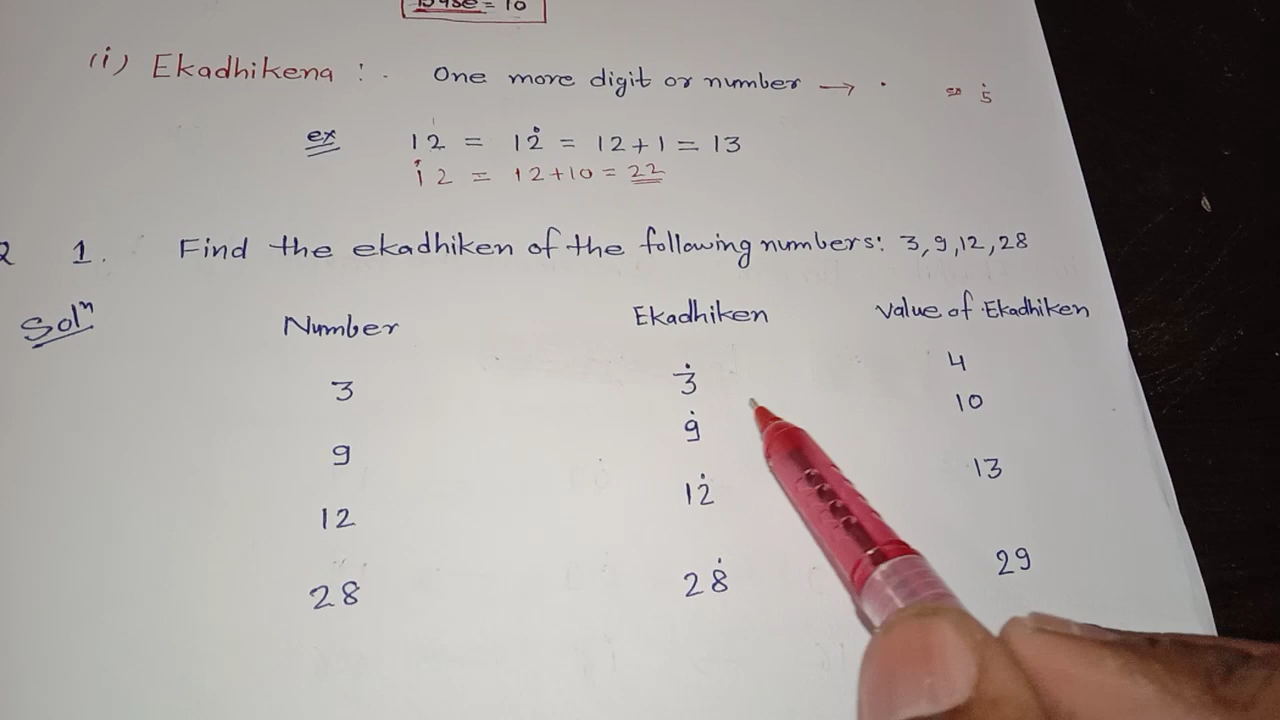 Base = 10
(i) Ekadhikena :. One more digit or number → · ⇒ 5̇
ex 12 = 12̇ = 12+1 = 13
1̇2 = 12+10 = 22
1. Find the ekadhiken of the following numbers: 3,9,12,28
Solⁿ Number Ekadhiken Value of Ekadhiken
3 3̇ 4
9 9̇ 10
12 12̇ 13
28 28̇ 29